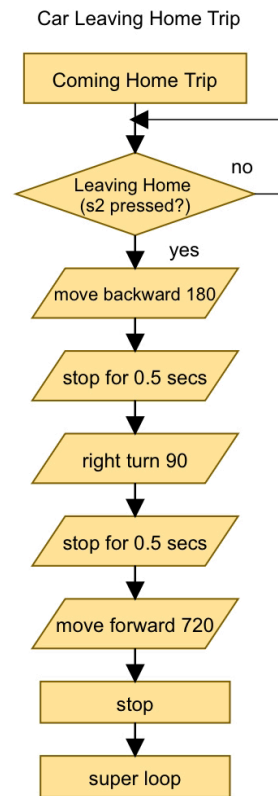 Car Leaving Home Trip
Coming Home Trip
Leaving Home
(s2 pressed?)
no
yes
move backward 180
stop for 0.5 secs
right turn 90
stop for 0.5 secs
move forward 720
stop
super loop